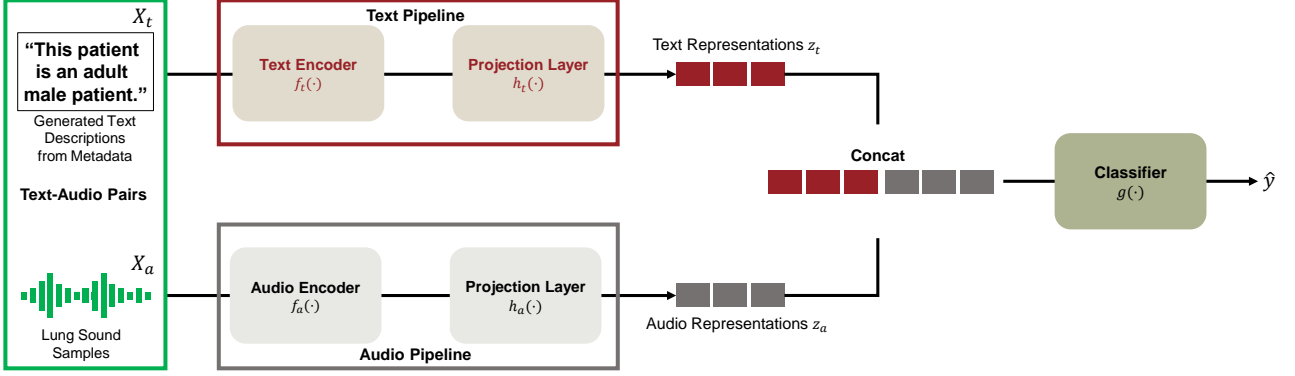 X_t
“This patient
is an adult
male patient.”
Generated Text
Descriptions
from Metadata
Text-Audio Pairs
X_a
Lung Sound
Samples
Text Pipeline
Text Encoder
f_t(·)
Projection Layer
h_t(·)
Text Representations z_t
Audio Encoder
f_a(·)
Projection Layer
h_a(·)
Audio Pipeline
Audio Representations z_a
Concat
Classifier
g(·)
ŷ